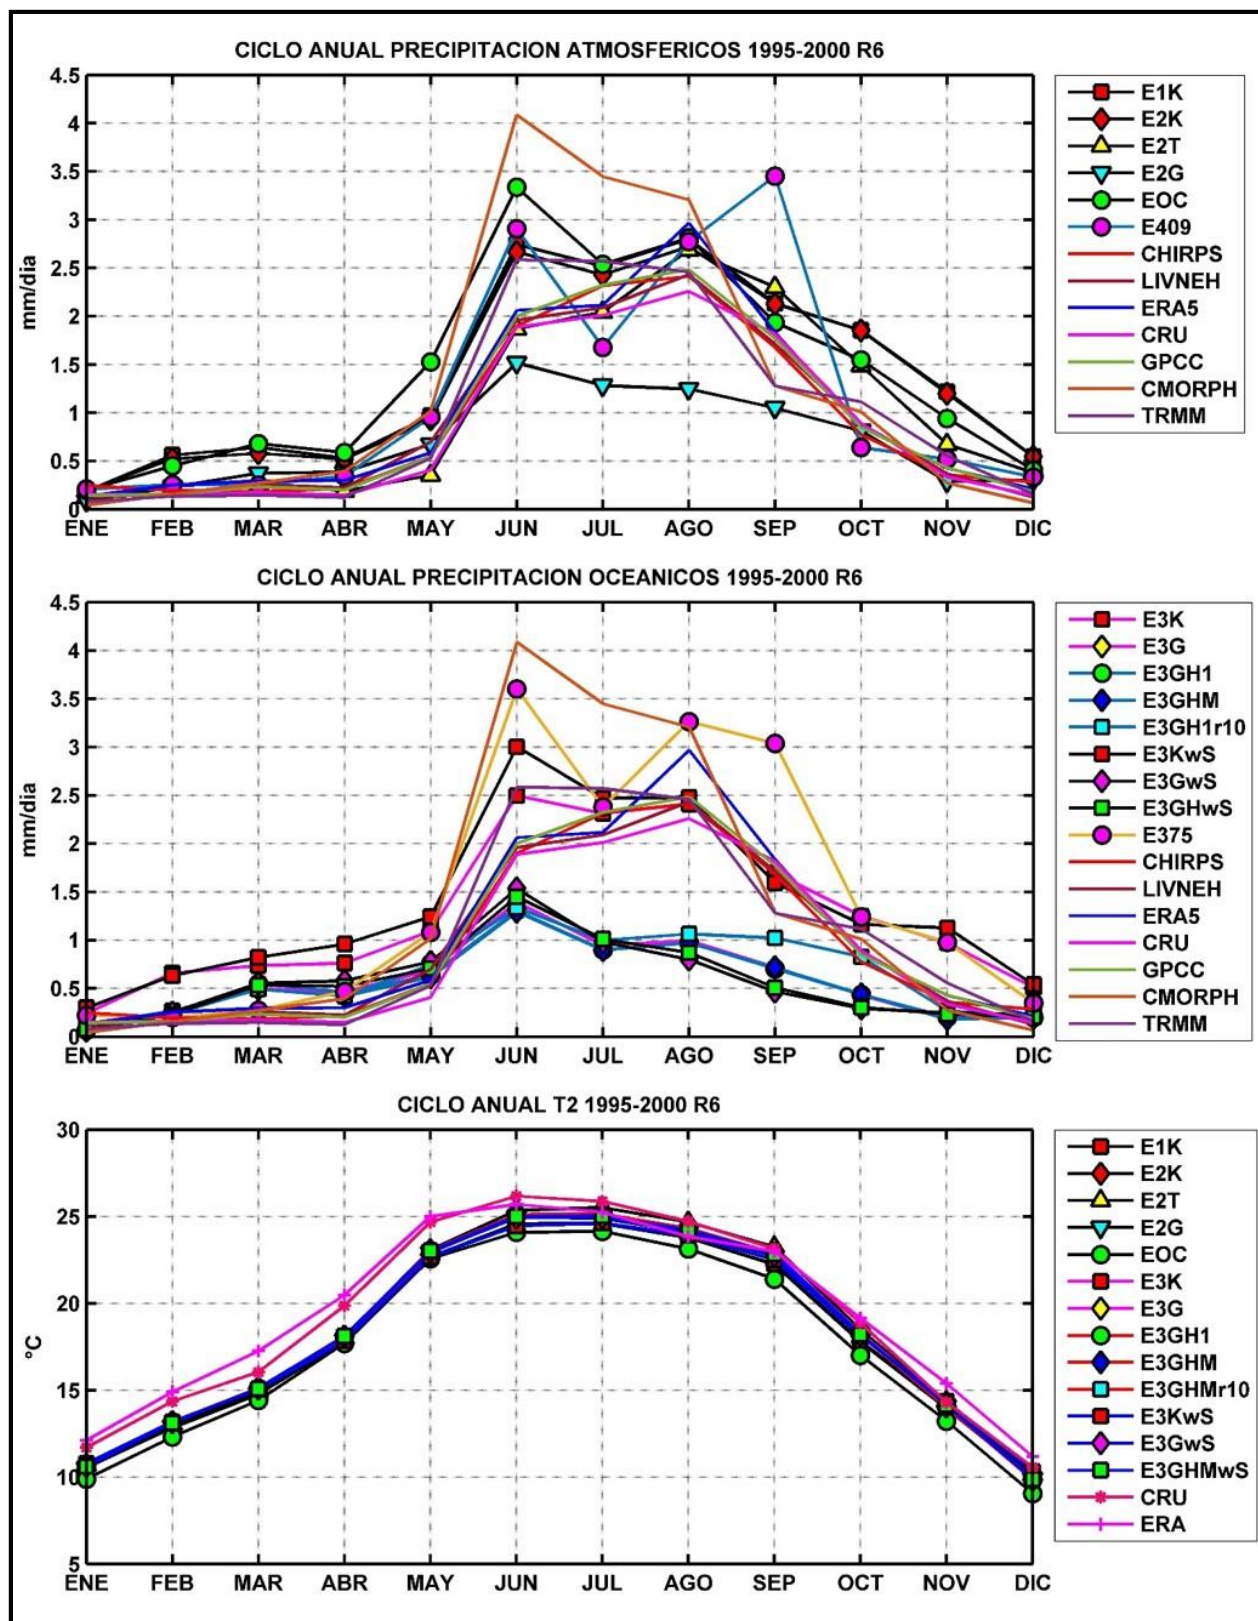 CICLO ANUAL PRECIPITACION ATMOSFERICOS 1995-2000 R6
4.5
4
3.5
3
2.5
2
1.5
1
0.5
0
mm/dia
ENE FEB MAR ABR MAY JUN JUL AGO SEP OCT NOV DIC
E1K
E2K
E2T
E2G
EOC
E409
CHIRPS
LIVNEH
ERA5
CRU
GPCC
CMORPH
TRMM
CICLO ANUAL PRECIPITACION OCEANICOS 1995-2000 R6
4.5
4
3.5
3
2.5
2
1.5
1
0.5
0
mm/dia
ENE FEB MAR ABR MAY JUN JUL AGO SEP OCT NOV DIC
E3K
E3G
E3GH1
E3GHM
E3GH1r10
E3KwS
E3GwS
E3GHwS
E375
CHIRPS
LIVNEH
ERA5
CRU
GPCC
CMORPH
TRMM
CICLO ANUAL T2 1995-2000 R6
30
25
20
15
10
5
°C
ENE FEB MAR ABR MAY JUN JUL AGO SEP OCT NOV DIC
E1K
E2K
E2T
E2G
EOC
E3K
E3G
E3GH1
E3GHM
E3GHMr10
E3KwS
E3GwS
E3GHMwS
CRU
ERA